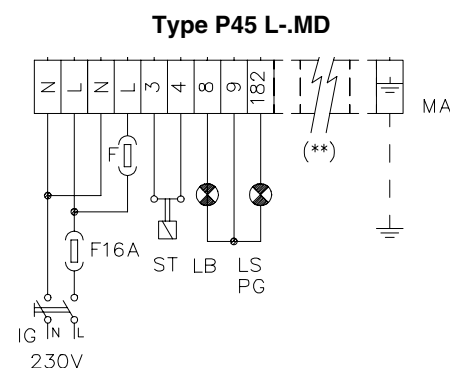 Type P45 L-.MD
N L N L 3 4 8 9 182
MA
(**)
F
F16A
ST LB LS
PG
IG N L
230V